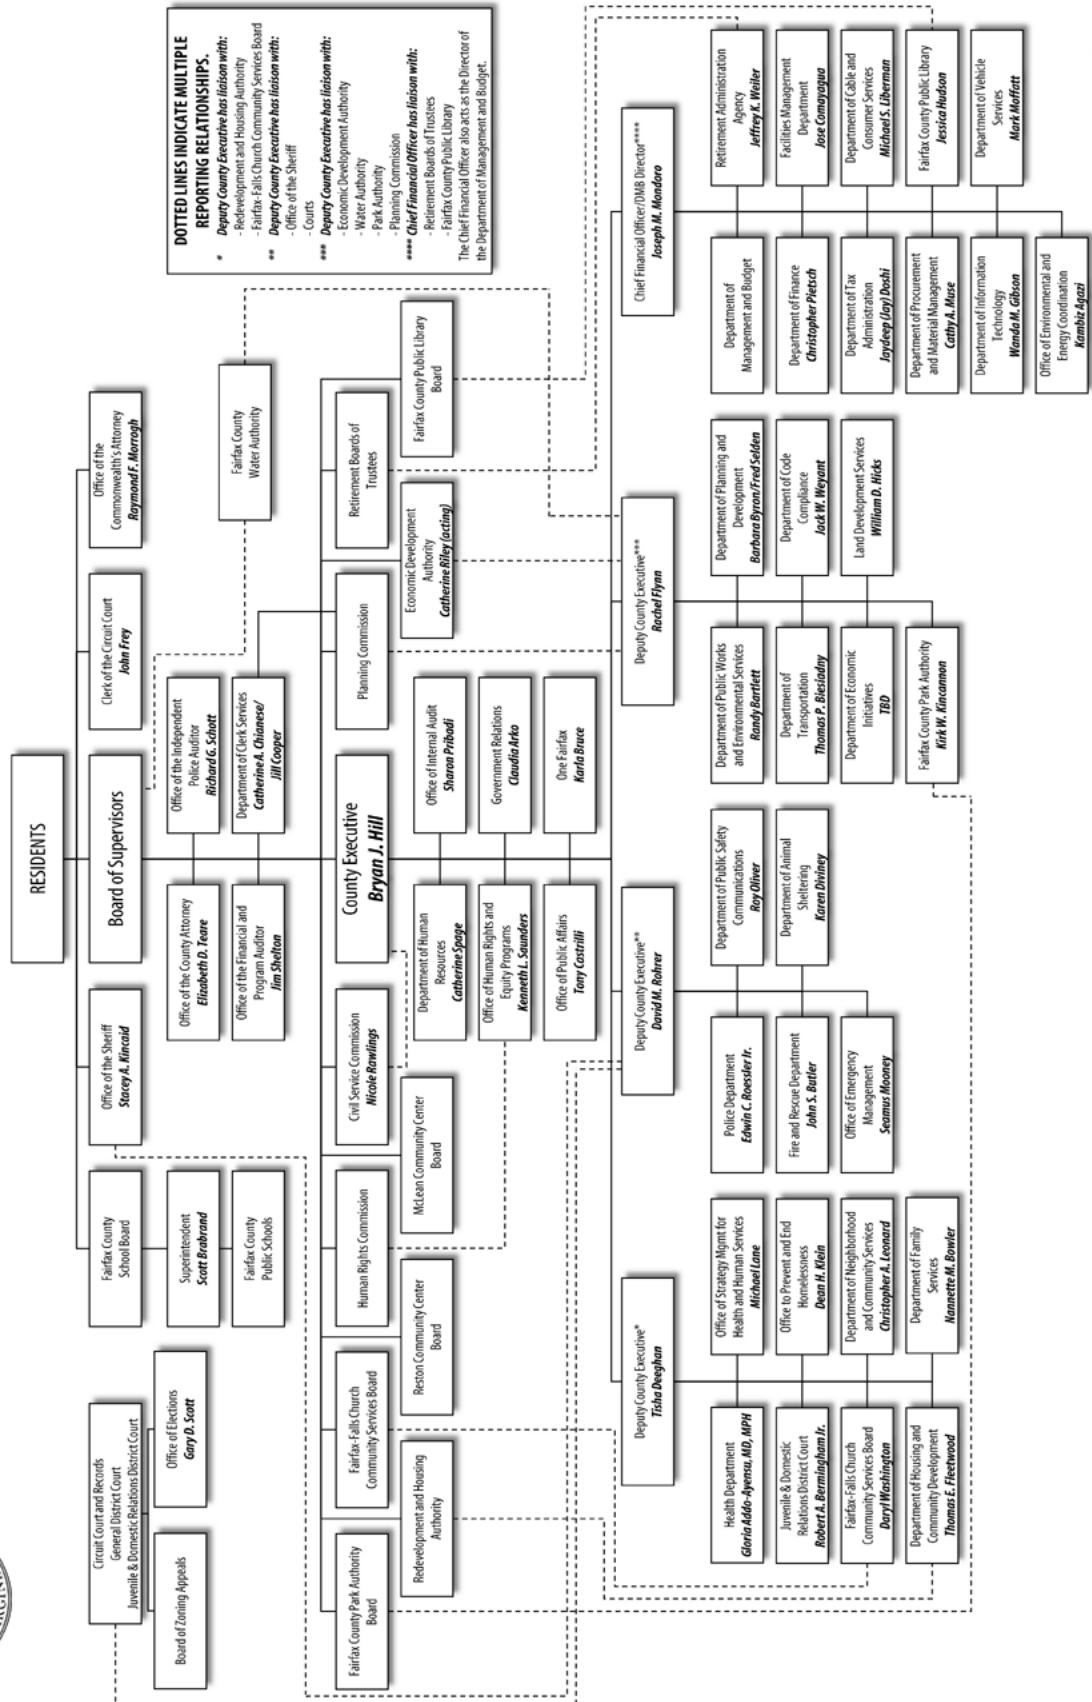 RESIDENTS
Circuit Court and Records
General District Court
Juvenile & Domestic Relations District Court
Fairfax County
School Board
Office of the Sheriff
Stacey A. Kincaid
Board of Supervisors
Clerk of the Circuit Court
John Frey
Office of the
Commonwealth's Attorney
Raymond F. Morrogh
Board of Zoning Appeals
Office of Elections
Gary D. Scott
Superintendent
Scott Brabrand
Fairfax County
Public Schools
Office of the County Attorney
Elizabeth D. Teare
Office of the Independent
Police Auditor
Richard G. Schott
Office of the Financial and
Program Auditor
Jim Shelton
Department of Clerk Services
Catherine A. Chianese/
Jill Cooper
Fairfax County
Water Authority
DOTTED LINES INDICATE MULTIPLE
REPORTING RELATIONSHIPS.
* Deputy County Executive has liaison with:
- Redevelopment and Housing Authority
- Fairfax-Falls Church Community Services Board
** Deputy County Executive has liaison with:
- Office of the Sheriff
- Courts
*** Deputy County Executive has liaison with:
- Economic Development Authority
- Water Authority
- Park Authority
- Planning Commission
**** Chief Financial Officer has liaison with:
- Retirement Boards of Trustees
- Fairfax County Public Library
The Chief Financial Officer also acts as the Director of
the Department of Management and Budget.
Fairfax County Park Authority
Board
Fairfax-Falls Church
Community Services Board
Human Rights Commission
Civil Service Commission
Nicole Rawlings
County Executive
Bryan J. Hill
Planning Commission
Retirement Boards of
Trustees
Redevelopment and Housing
Authority
Reston Community Center
Board
McLean Community Center
Board
Economic Development
Authority
Catherine Riley (acting)
Fairfax County Public Library
Board
Department of Human
Resources
Catherine Spage
Office of Internal Audit
Sharon Pribadi
Office of Human Rights and
Equity Programs
Kenneth L. Saunders
Government Relations
Claudia Arko
Office of Public Affairs
Tony Castrilli
One Fairfax
Karla Bruce
Deputy County Executive*
Tisha Deeghan
Deputy County Executive**
David M. Rohrer
Deputy County Executive***
Rachel Flynn
Chief Financial Officer/DMB Director****
Joseph M. Mondoro
Health Department
Gloria Addo-Ayensu, MD, MPH
Office of Strategy Mgmt for
Health and Human Services
Michael Lane
Juvenile & Domestic
Relations District Court
Robert A. Bermingham Jr.
Office to Prevent and End
Homelessness
Dean H. Klein
Fairfax-Falls Church
Community Services Board
Daryl Washington
Department of Neighborhood
and Community Services
Christopher A. Leonard
Department of Housing and
Community Development
Thomas E. Fleetwood
Department of Family
Services
Nannette M. Bowler
Police Department
Edwin C. Roessler Jr.
Department of Public Safety
Communications
Roy Oliver
Fire and Rescue Department
John S. Butler
Department of Animal
Sheltering
Karen Diviney
Office of Emergency
Management
Seamus Mooney
Department of Public Works
and Environmental Services
Randy Bartlett
Department of Planning and
Development
Barbara Byron/Fred Selden
Department of
Transportation
Thomas P. Biesiadny
Department of Code
Compliance
Jack W. Weyant
Department of Economic
Initiatives
TBD
Land Development Services
William D. Hicks
Fairfax County Park Authority
Kirk W. Kincannon
Department of
Management and Budget
Retirement Administration
Agency
Jeffrey K. Weiler
Department of Finance
Christopher Pietsch
Facilities Management
Department
Jose Comayagua
Department of Tax
Administration
Jaydeep (Jay) Doshi
Department of Cable and
Consumer Services
Michael S. Liberman
Department of Procurement
and Material Management
Cathy A. Muse
Fairfax County Public Library
Jessica Hudson
Department of Information
Technology
Wanda M. Gibson
Department of Vehicle
Services
Mark Moffatt
Office of Environmental and
Energy Coordination
Kambiz Agazi